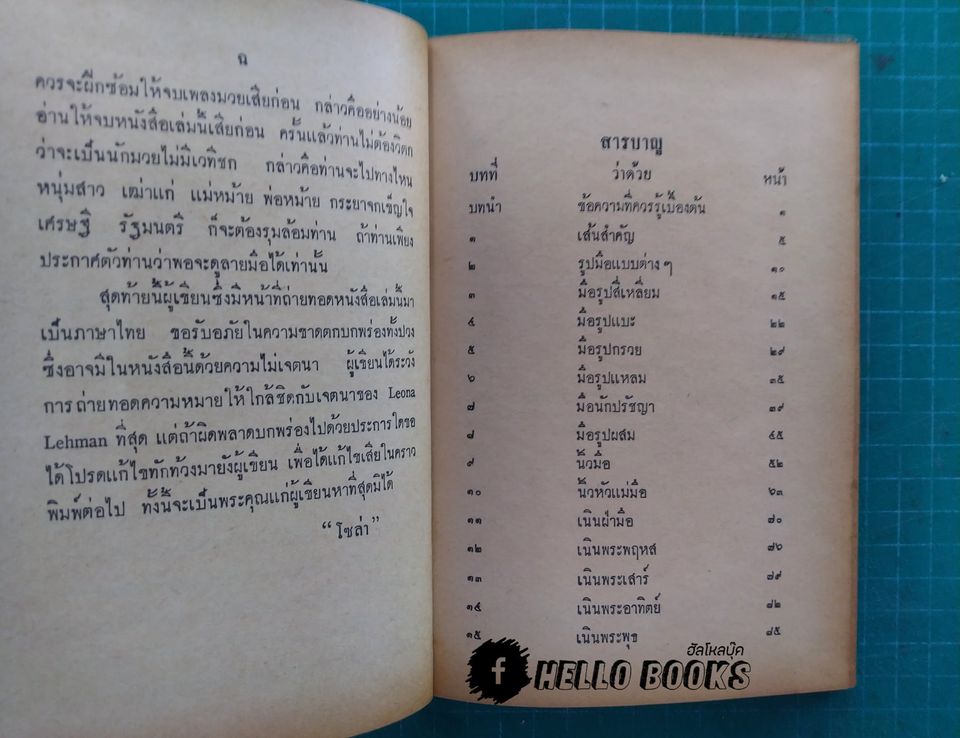 ฉ
ควรจะฝึกซ้อมให้จบเพลงมวยเสียก่อน กล่าวคืออย่างน้อย
อ่านให้จบหนังสือเล่มนี้เสียก่อน ครั้นแล้วท่านไม่ต้องวิตก
ว่าจะเป็นนักมวยไม่มีเวทีชก กล่าวคือท่านจะไปทางไหน
หนุ่มสาว เฒ่าแก่ แม่หม้าย พ่อหม้าย กระยาจกเข็ญใจ
เศรษฐี รัฐมนตรี ก็จะต้องรุมล้อมท่าน ถ้าท่านเพียง
ประกาศตัวท่านว่าพอจะดูลายมือได้เท่านั้น
สุดท้ายนี้ผู้เขียนซึ่งมีหน้าที่ถ่ายทอดหนังสือเล่มนี้มา
เป็นภาษาไทย ขอรับอภัยในความขาดตกบกพร่องทั้งปวง
ซึ่งอาจมีในหนังสือนี้ด้วยความไม่เจตนา ผู้เขียนได้ระวัง
การถ่ายทอดความหมายให้ใกล้ชิดกับเจตนาของ Leona
Lehman ที่สุด แต่ถ้าผิดพลาดบกพร่องไปด้วยประการใดขอ
ได้โปรดแก้ไขทักท้วงมายังผู้เขียน เพื่อได้แก้ไขเสียในคราว
พิมพ์ต่อไป ทั้งนี้จะเป็นพระคุณแก่ผู้เขียนหาที่สุดมิได้
“โซล่า”
สารบาญ
บทที่ ว่าด้วย หน้า
บทนำ ข้อความที่ควรรู้เบื้องต้น ๑
๑ เส้นสำคัญ ๕
๒ รูปมือแบบต่าง ๆ ๑๐
๓ มือรูปสี่เหลี่ยม ๑๕
๔ มือรูปแบะ ๒๒
๕ มือรูปกรวย ๒๙
๖ มือรูปแหลม ๓๕
๗ มือนักปรัชญา ๓๙
๘ มือรูปผสม ๔๕
๙ นิ้วมือ ๕๒
๑๐ นิ้วหัวแม่มือ ๖๓
๑๑ เนินฝ่ามือ ๗๐
๑๒ เนินพระพฤหส ๗๖
๑๓ เนินพระเสาร์ ๗๙
๑๔ เนินพระอาทิตย์ ๘๒
๑๕ เนินพระพุธ ๘๕
ฮัลโหลบุ๊ค
f HELLO BOOKS